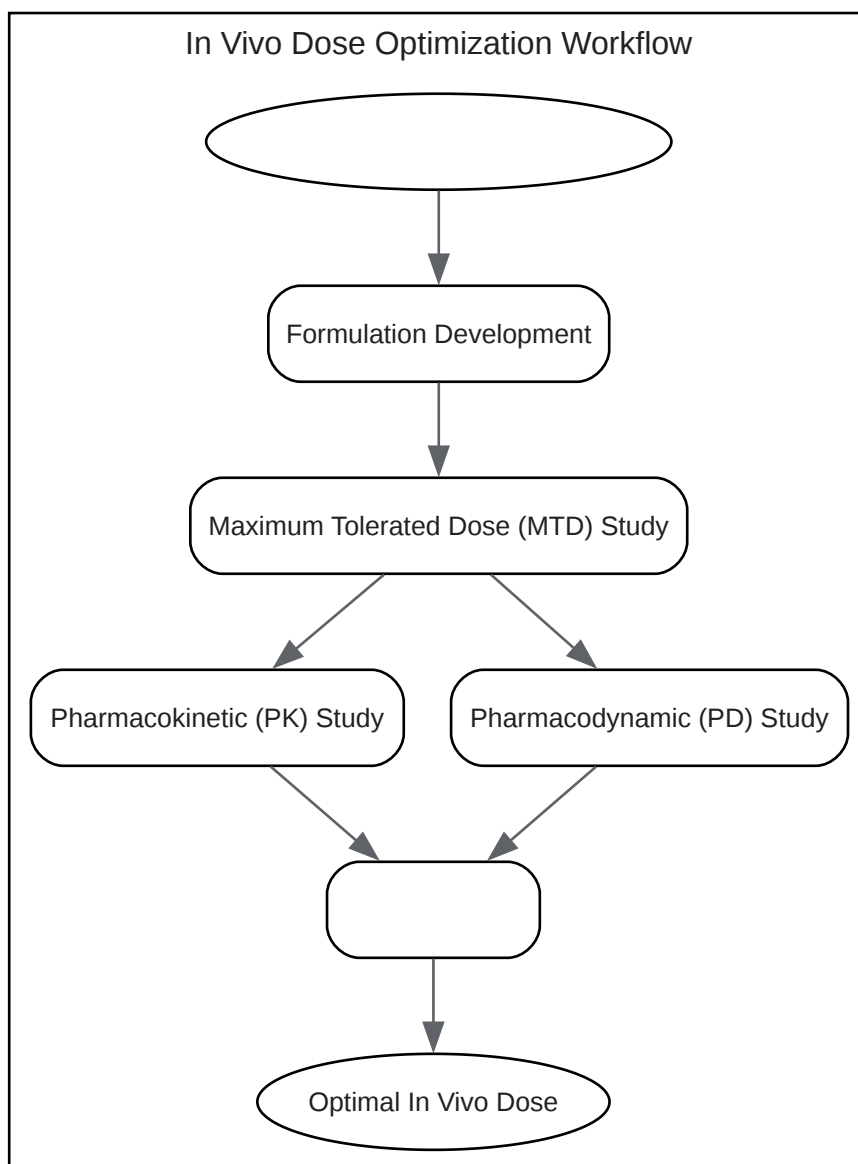 In Vivo Dose Optimization Workflow
Formulation Development
Maximum Tolerated Dose (MTD) Study
Pharmacokinetic (PK) Study
Pharmacodynamic (PD) Study
Optimal In Vivo Dose